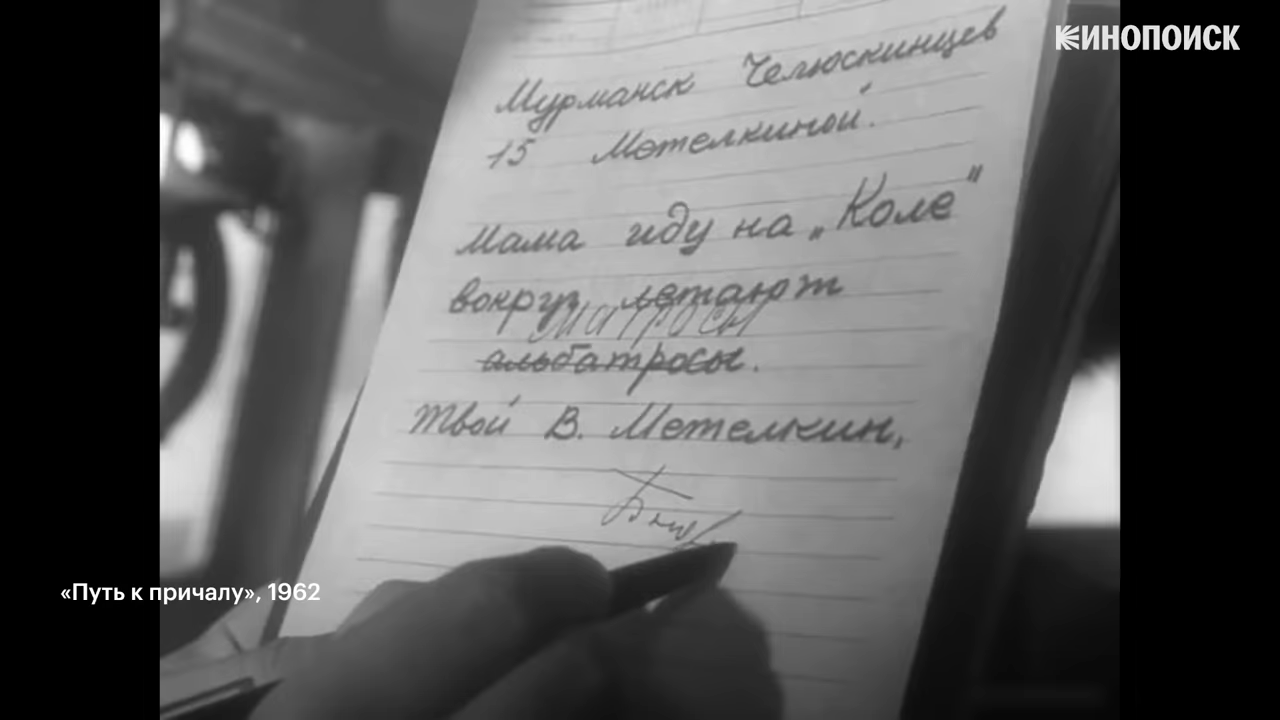 КИНОПОИСК
Мурманск Челюскинцев
15 Метелкиной.
Мама иду на „Коле"
вокруг летают
матросы
альбатросы.
Твой В. Метелкин,
«Путь к причалу», 1962